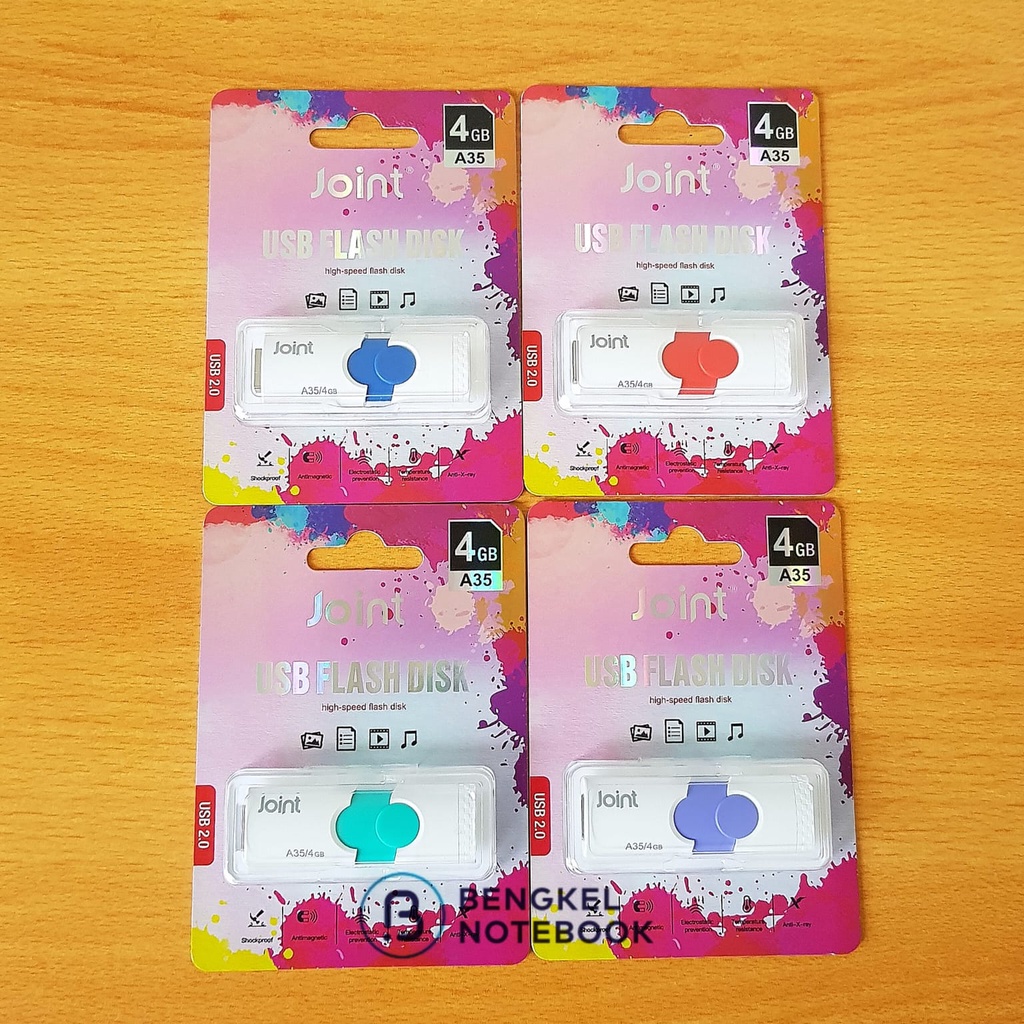 4GB
A35
Joint®
USB FLASH DISK
high-speed flash disk
USB 2.0
Joint
A35/4GB
Shockproof
Antimagnetic
Electrostatic prevention
Temperature resistance
Anti-X-ray
4GB
A35
Joint
USB FLASH DISK
high-speed flash disk
USB 2.0
Joint
A35/4GB
Shockproof
Antimagnetic
Electrostatic prevention
Temperature resistance
Anti-X-ray
4GB
A35
Joint
USB FLASH DISK
high-speed flash disk
USB 2.0
Joint
A35/4GB
Shockproof
Antimagnetic
Electrostatic prevention
4GB
A35
Joint
USB FLASH DISK
high-speed flash disk
USB 2.0
Joint
A35/4GB
Temperature resistance
Anti-X-ray
BENGKEL
NOTEBOOK